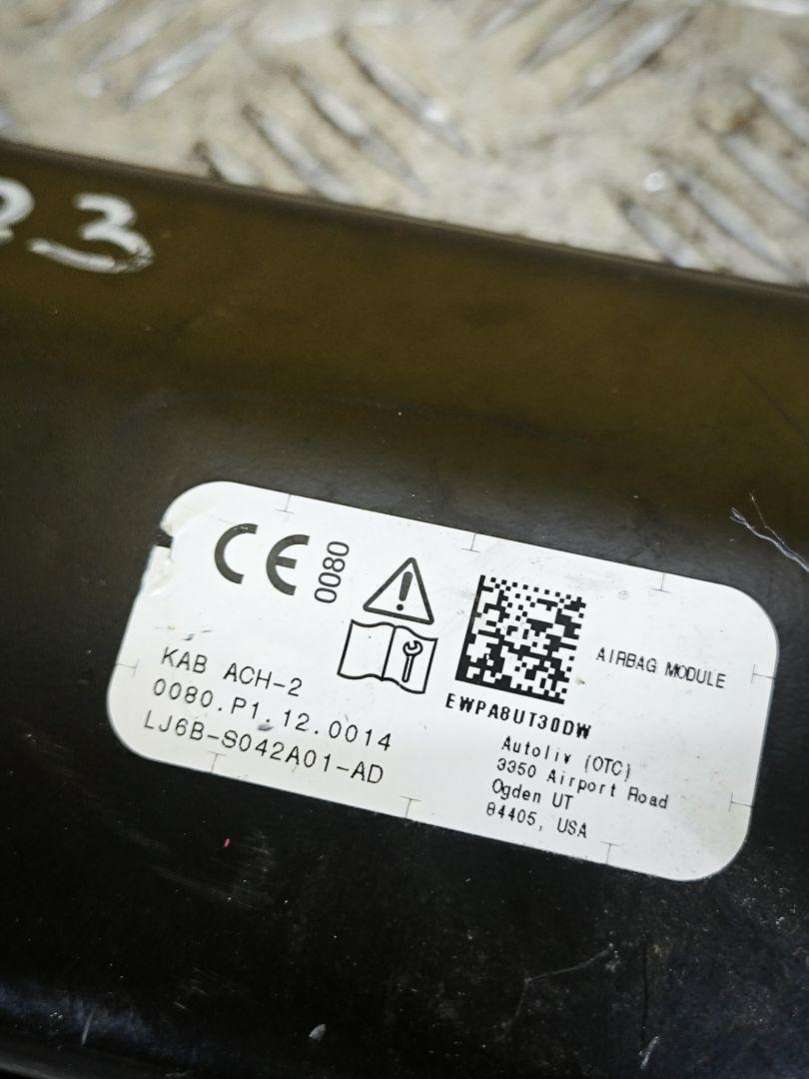 23
CE 0080
AIRBAG MODULE
KAB ACH-2
0080.P1.12.0014
LJ6B-S042A01-AD
EWPA8UT30DW
Autoliv (OTC)
3350 Airport Road
Ogden UT
84405, USA